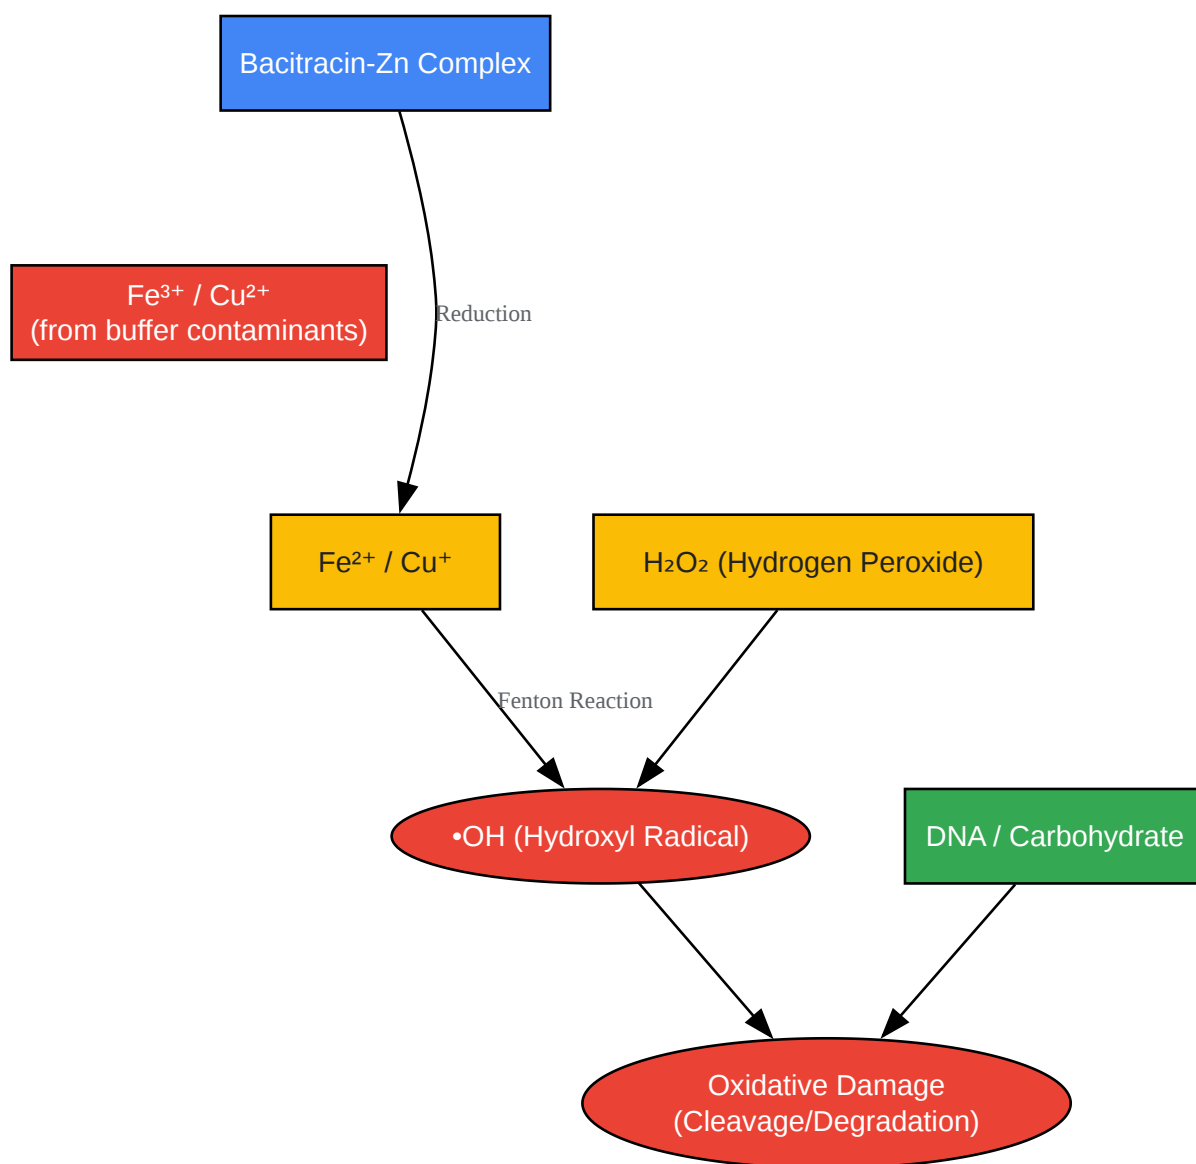 Bacitracin-Zn Complex
Fe³⁺ / Cu²⁺
(from buffer contaminants)
Reduction
Fe²⁺ / Cu⁺
H₂O₂ (Hydrogen Peroxide)
Fenton Reaction
•OH (Hydroxyl Radical)
DNA / Carbohydrate
Oxidative Damage
(Cleavage/Degradation)